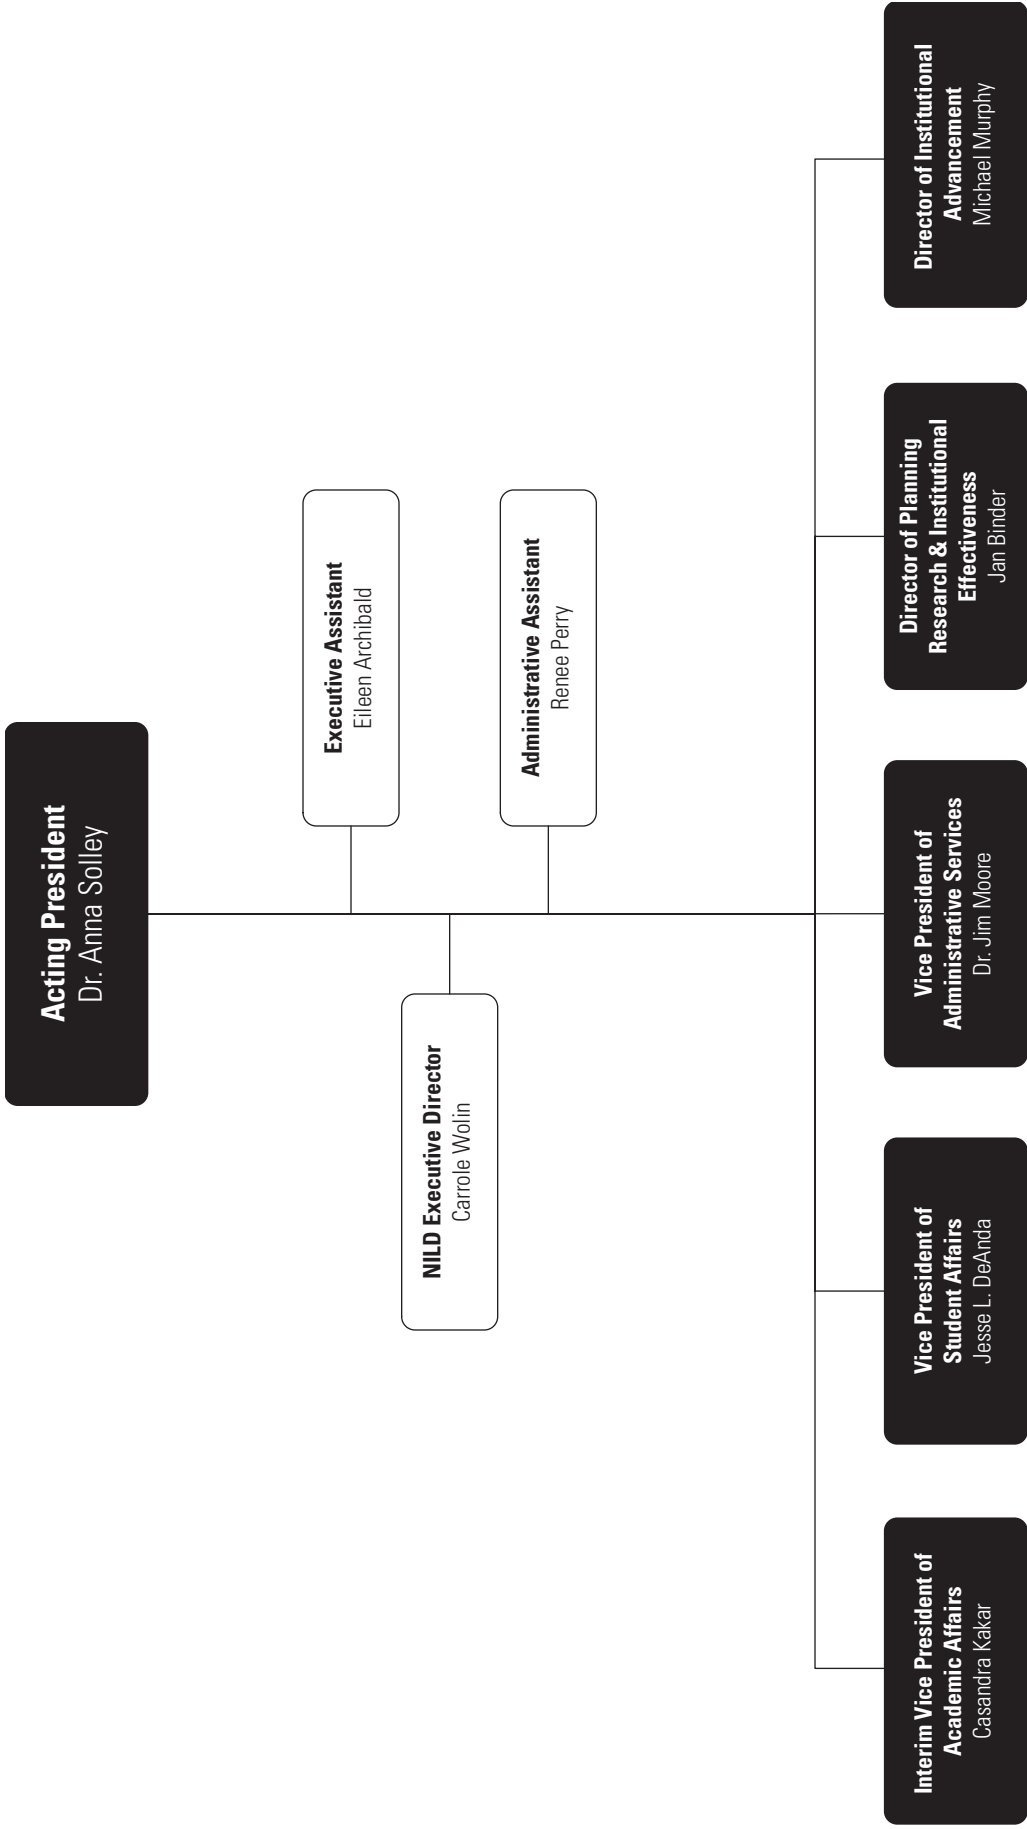 Acting President
Dr. Anna Solley
Executive Assistant
Eileen Archibald
NILD Executive Director
Carrole Wolin
Administrative Assistant
Renee Perry
Interim Vice President of
Academic Affairs
Casandra Kakar
Vice President of
Student Affairs
Jesse L. DeAnda
Vice President of
Administrative Services
Dr. Jim Moore
Director of Planning
Research & Institutional
Effectiveness
Jan Binder
Director of Institutional
Advancement
Michael Murphy